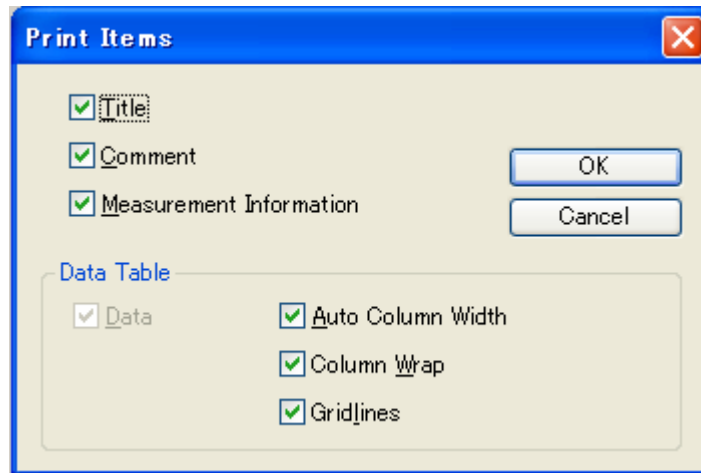 Print Items
Title
Comment
OK
Measurement Information
Cancel
Data Table
Data
Auto Column Width
Column Wrap
Gridlines